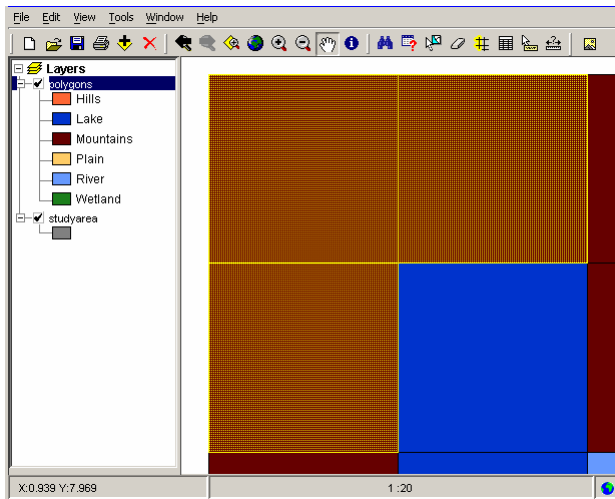 File Edit View Tools Window Help
Layers
polygons
Hills
Lake
Mountains
Plain
River
Wetland
studyarea
X:0.939 Y:7.969 1 :20